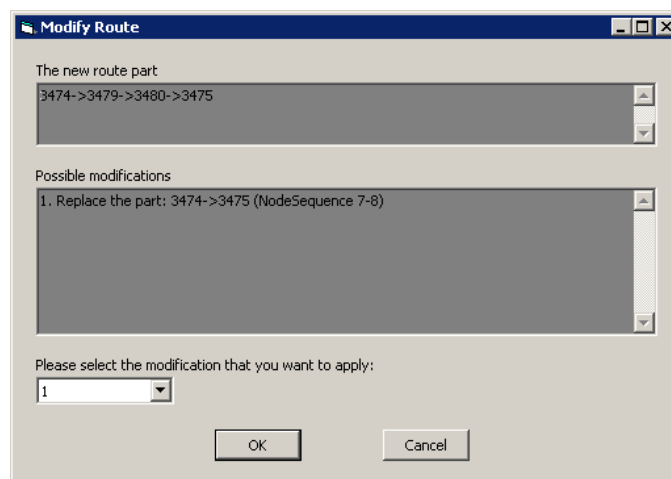 Modify Route
The new route part
3474->3479->3480->3475
Possible modifications
1. Replace the part: 3474->3475 (NodeSequence 7-8)
Please select the modification that you want to apply:
1
OK Cancel